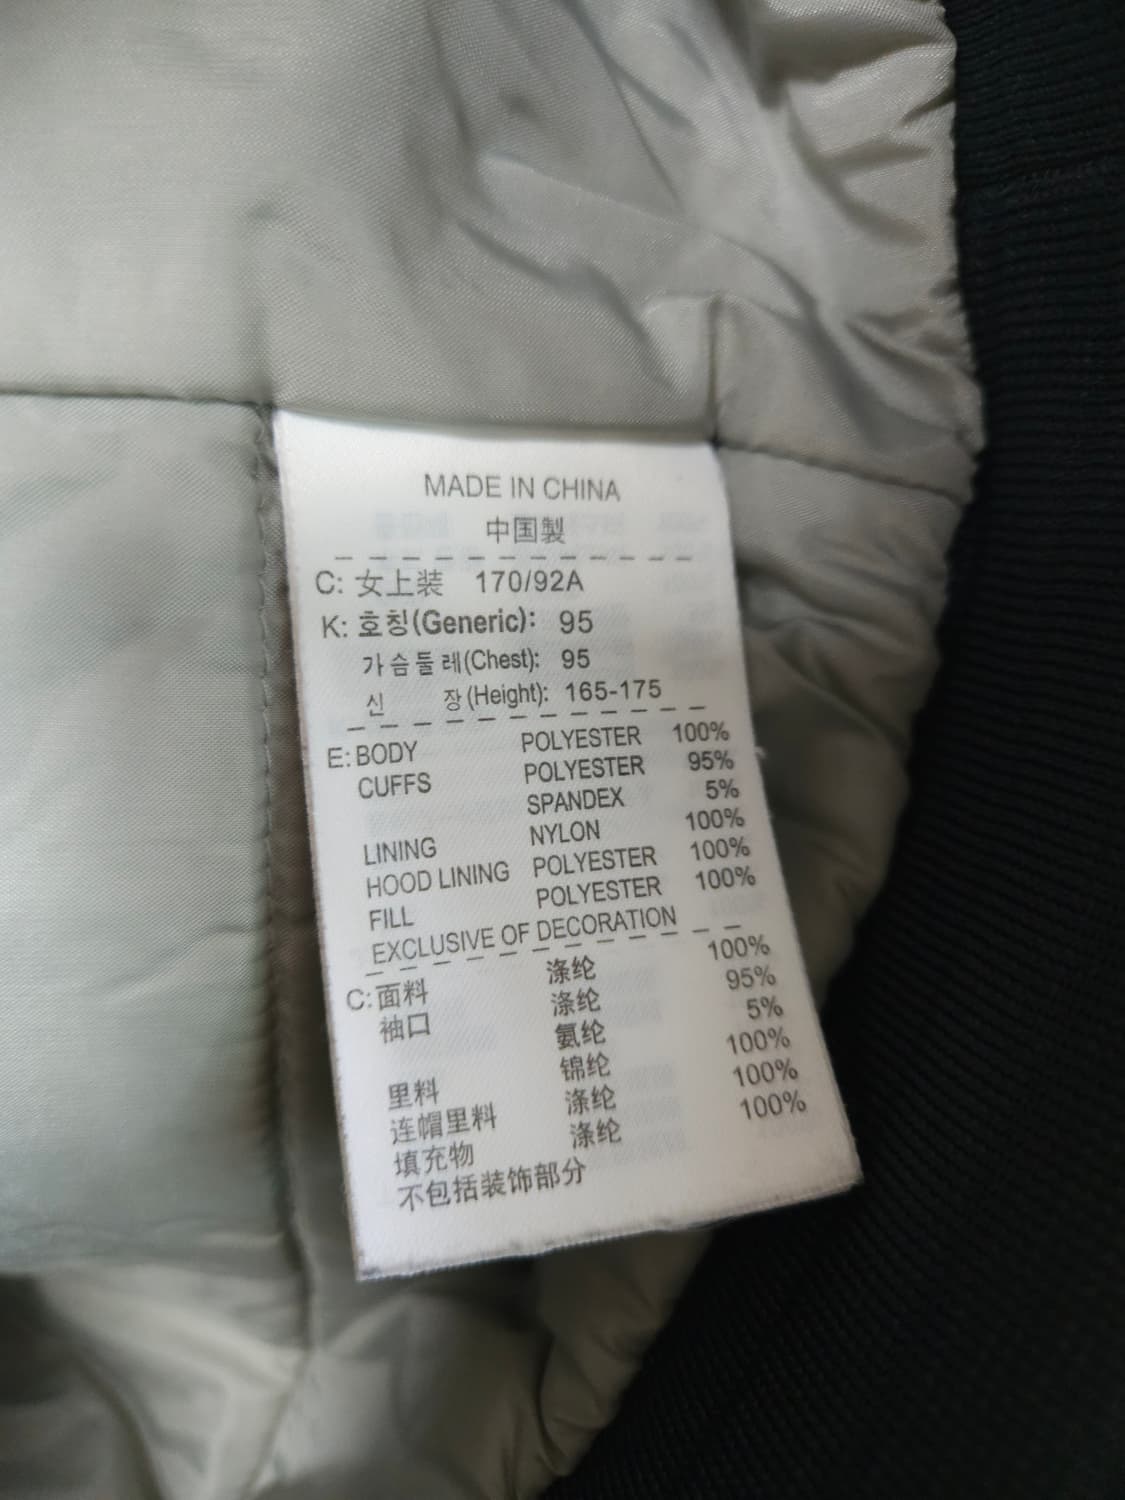 MADE IN CHINA
中国製
C: 女上装 170/92A
K: 호칭(Generic): 95
가슴둘레(Chest): 95
신 장(Height): 165-175
E: BODY POLYESTER 100%
CUFFS POLYESTER 95%
SPANDEX 5%
LINING NYLON 100%
HOOD LINING POLYESTER 100%
FILL POLYESTER 100%
EXCLUSIVE OF DECORATION
C: 面料 涤纶 100%
袖口 涤纶 95%
氨纶 5%
里料 锦纶 100%
连帽里料 涤纶 100%
填充物 涤纶 100%
不包括装饰部分